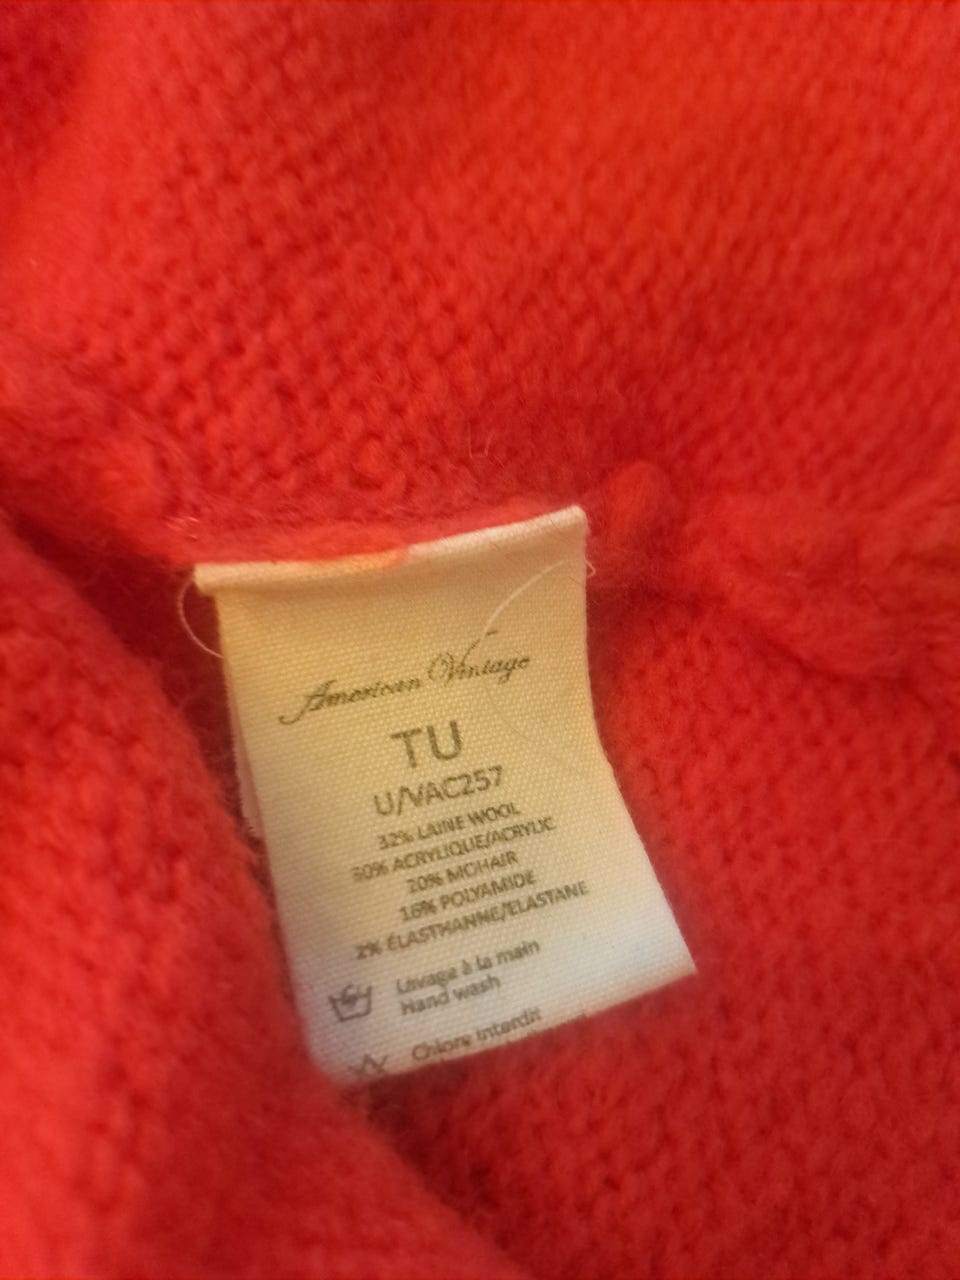 American Vintage
TU
U/VAC257
32% LAINE WOOL
30% ACRYLIQUE/ACRYLIC
20% MOHAIR
16% POLYAMIDE
2% ÉLASTHANNE/ELASTANE
Lavage à la main
Hand wash
Chlore interdit